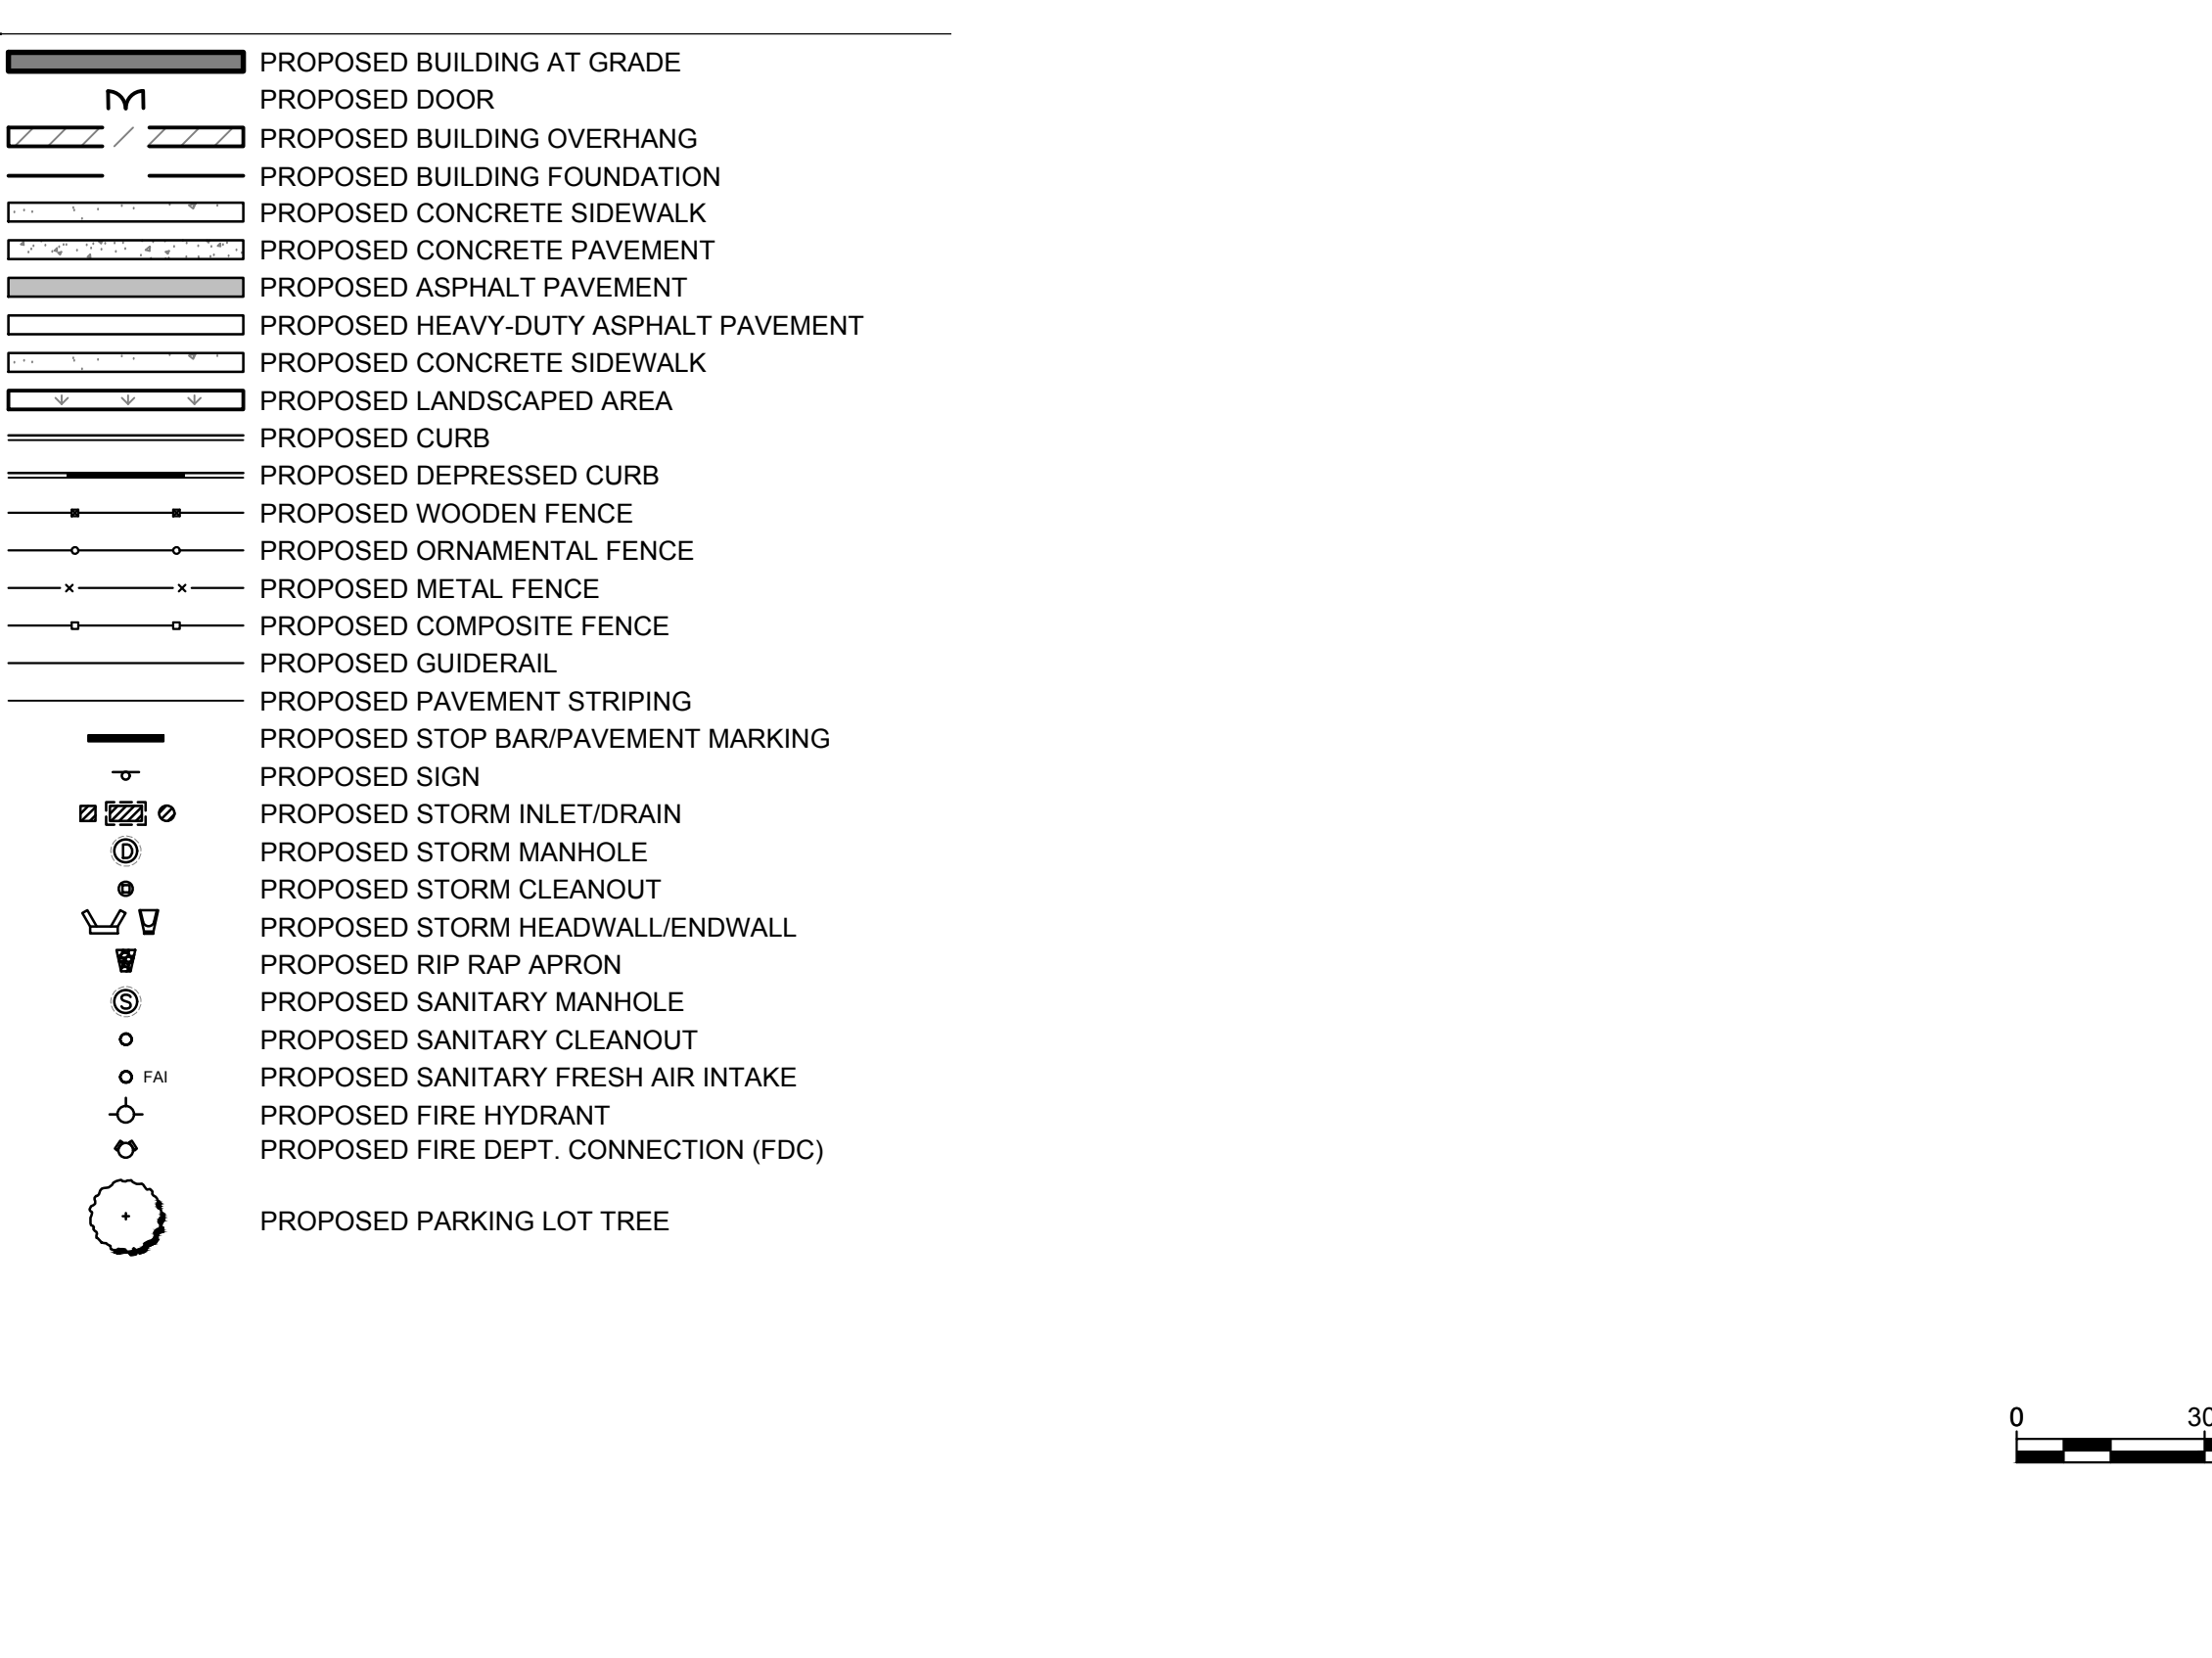 PROPOSED BUILDING AT GRADE
PROPOSED DOOR
PROPOSED BUILDING OVERHANG
PROPOSED BUILDING FOUNDATION
PROPOSED CONCRETE SIDEWALK
PROPOSED CONCRETE PAVEMENT
PROPOSED ASPHALT PAVEMENT
PROPOSED HEAVY-DUTY ASPHALT PAVEMENT
PROPOSED CONCRETE SIDEWALK
PROPOSED LANDSCAPED AREA
PROPOSED CURB
PROPOSED DEPRESSED CURB
PROPOSED WOODEN FENCE
PROPOSED ORNAMENTAL FENCE
PROPOSED METAL FENCE
PROPOSED COMPOSITE FENCE
PROPOSED GUIDERAIL
PROPOSED PAVEMENT STRIPING
PROPOSED STOP BAR/PAVEMENT MARKING
PROPOSED SIGN
PROPOSED STORM INLET/DRAIN
D PROPOSED STORM MANHOLE
PROPOSED STORM CLEANOUT
PROPOSED STORM HEADWALL/ENDWALL
PROPOSED RIP RAP APRON
S PROPOSED SANITARY MANHOLE
PROPOSED SANITARY CLEANOUT
FAI PROPOSED SANITARY FRESH AIR INTAKE
PROPOSED FIRE HYDRANT
PROPOSED FIRE DEPT. CONNECTION (FDC)
PROPOSED PARKING LOT TREE
0 30